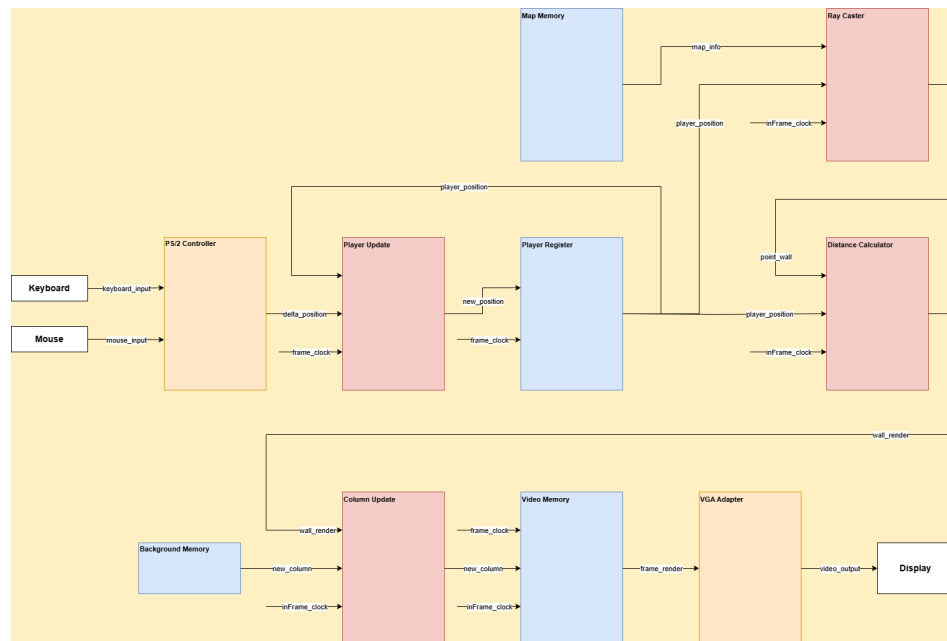 Map Memory
Ray Caster
map_info
player_position
inFrame_clock
player_position
PS/2 Controller
Player Update
Player Register
Distance Calculator
point_wall
Keyboard
keyboard_input
new_position
delta_position
player_position
Mouse
mouse_input
frame_clock
frame_clock
inFrame_clock
wall_render
Column Update
Video Memory
VGA Adapter
wall_render
frame_clock
Background Memory
new_column
new_column
frame_render
video_output
Display
inFrame_clock
inFrame_clock